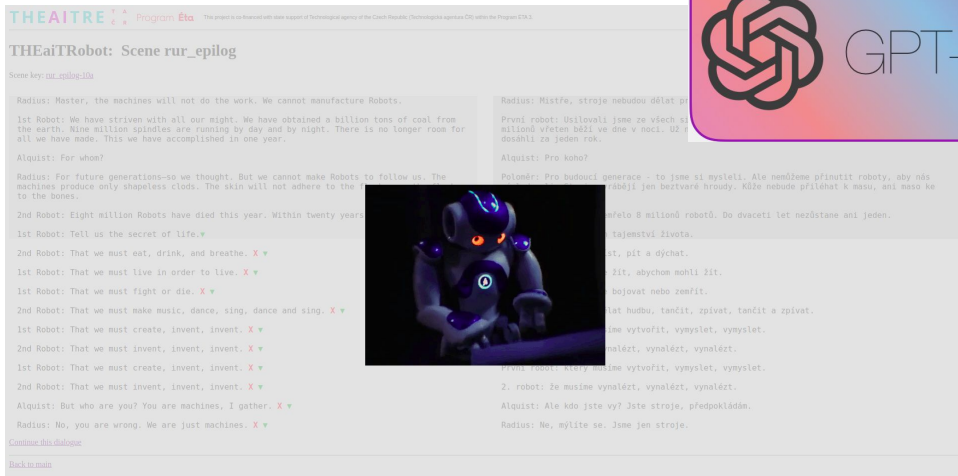 THEAITRE
Program Éta
This project is co-financed with state support of Technological agency of the Czech Republic (Technologická agentura ČR) within the Program ETA 3.
THEaiTRobot: Scene rur_epilog
Scene key: rur_epilog-10a
Radius: Master, the machines will not do the work. We cannot manufacture Robots.
1st Robot: We have striven with all our might. We have obtained a billion tons of coal from
the earth. Nine million spindles are running by day and by night. There is no longer room for
all we have made. This we have accomplished in one year.
Alquist: For whom?
Radius: For future generations—so we thought. But we cannot make Robots to follow us. The
machines produce only shapeless clods. The skin will not adhere to the
to the bones.
2nd Robot: Eight million Robots have died this year. Within twenty years
1st Robot: Tell us the secret of life.
2nd Robot: That we must eat, drink, and breathe. X
1st Robot: That we must live in order to live. X
1st Robot: That we must fight or die. X
2nd Robot: That we must make music, dance, sing, dance and sing. X
1st Robot: That we must create, invent, invent. X
2nd Robot: That we must invent, invent, invent. X
1st Robot: That we must create, invent, invent. X
2nd Robot: That we must invent, invent, invent. X
Alquist: But who are you? You are machines, I gather. X
Radius: No, you are wrong. We are just machines. X
Continue this dialogue
Back to main
GPT-
Radius: Mistře, stroje nebudou dělat
První robot: Usilovali jsme ze všech
milionů vřeten běží ve dne v noci. Už
dosáhli za jeden rok.
Alquist: Pro koho?
Poloměr: Pro budoucí generace - to jsme si mysleli. Ale nemůžeme přinutit roboty, aby nás
vyrábějí jen beztvaré hroudy. Kůže nebude přiléhat k masu, ani maso ke
zemřelo 8 milionů robotů. Do dvaceti let nezůstane ani jeden.
tajemství života.
jíst, pít a dýchat.
žít, abychom mohli žít.
bojovat nebo zemřít.
dělat hudbu, tančit, zpívat, tančit a zpívat.
vytvořit, vymyslet, vymyslet.
vynalézt, vynalézt.
První robot: který musíme vytvořit, vymyslet, vymyslet.
2. robot: že musíme vynalézt, vynalézt, vynalézt.
Alquist: Ale kdo jste vy? Jste stroje, předpokládám.
Radius: Ne, mýlíte se. Jsme jen stroje.